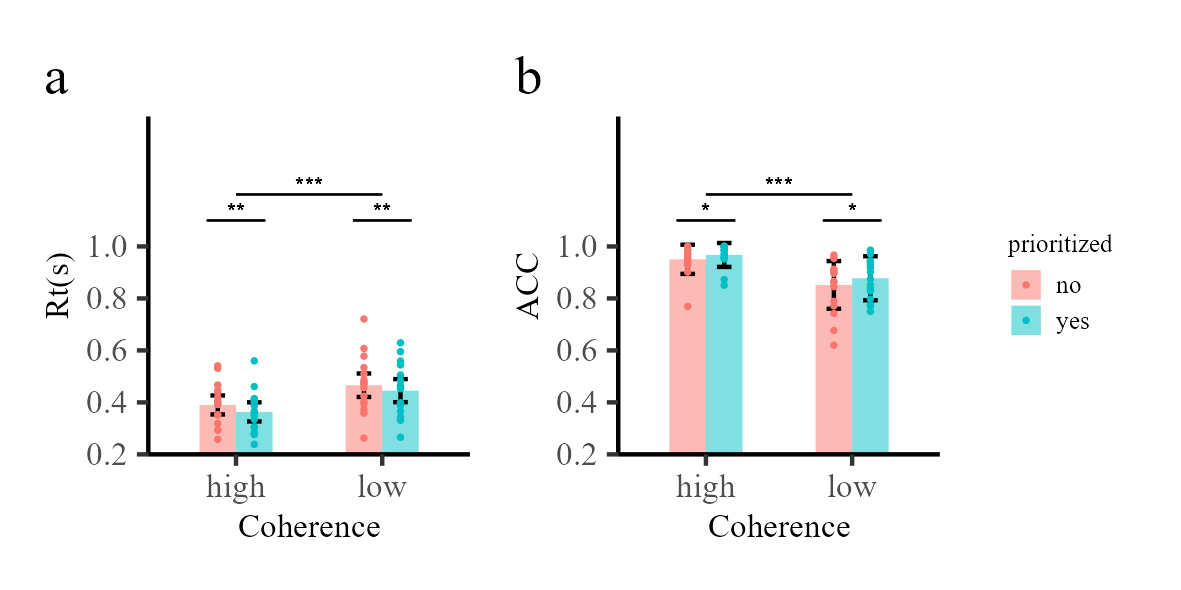 a
b
***
**
**
***
*
*
1.0
0.8
0.6
0.4
0.2
Rt(s)
high
low
Coherence
1.0
0.8
0.6
0.4
0.2
ACC
high
low
Coherence
prioritized
no
yes